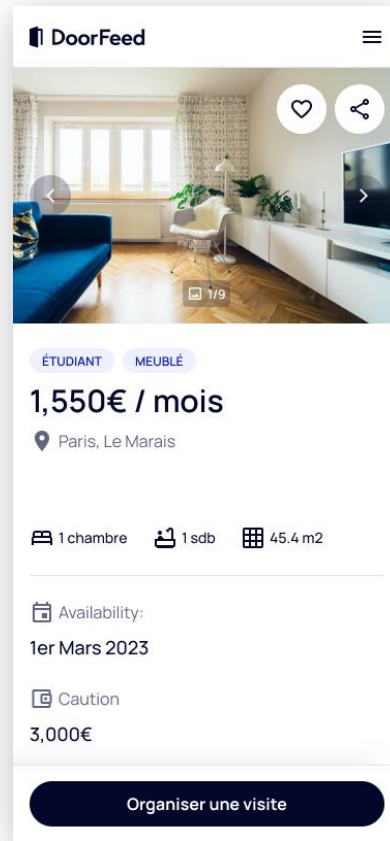 DoorFeed
1/9
ÉTUDIANT MEUBLÉ
1,550€ / mois
Paris, Le Marais
1 chambre 1 sdb 45.4 m2
Availability:
1er Mars 2023
Caution
3,000€
Organiser une visite